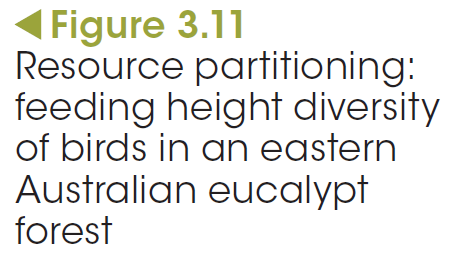 Figure 3.11
Resource partitioning:
feeding height diversity
of birds in an eastern
Australian eucalypt
forest